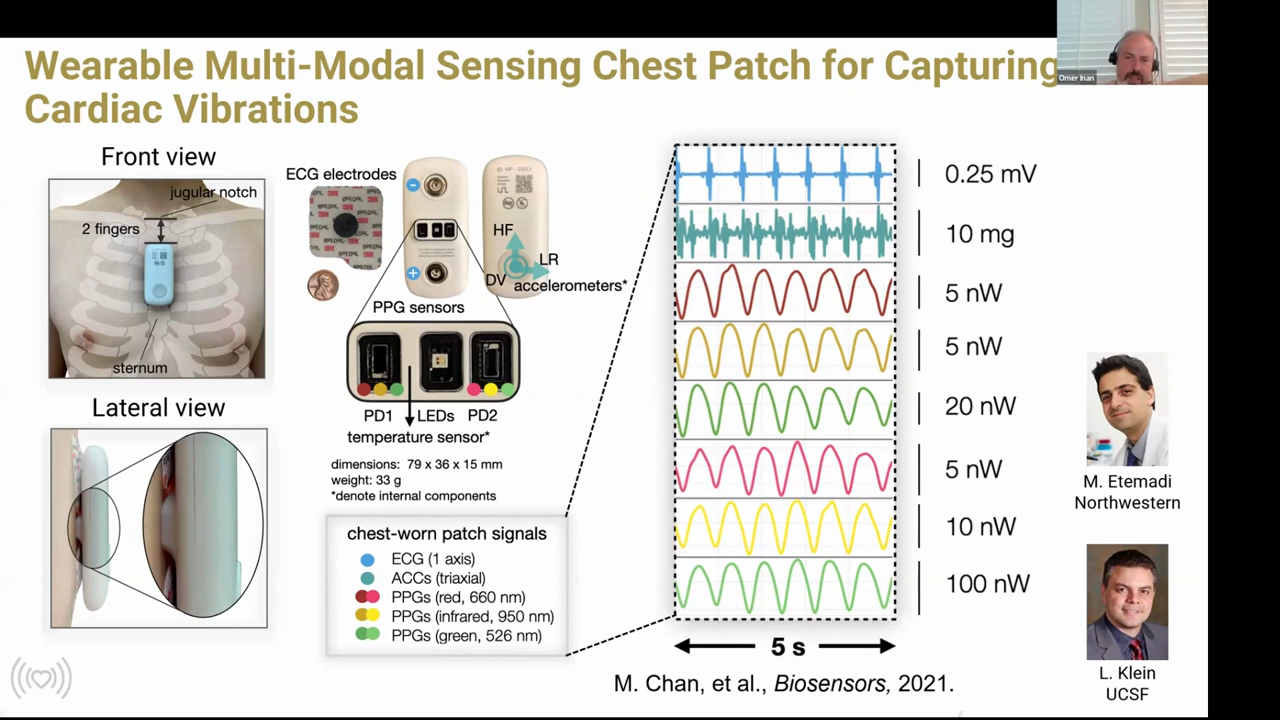 Wearable Multi-Modal Sensing Chest Patch for Capturing
Cardiac Vibrations
Omer Inan
Front view
jugular notch
2 fingers
sternum
Lateral view
ECG electrodes
HF
LR
DV
accelerometers*
PPG sensors
PD1
LEDs
PD2
temperature sensor*
dimensions: 79 x 36 x 15 mm
weight: 33 g
*denote internal components
chest-worn patch signals
ECG (1 axis)
ACCs (triaxial)
PPGs (red, 660 nm)
PPGs (infrared, 950 nm)
PPGs (green, 526 nm)
0.25 mV
10 mg
5 nW
5 nW
20 nW
5 nW
10 nW
100 nW
5 s
M. Chan, et al., Biosensors, 2021.
M. Etemadi
Northwestern
L. Klein
UCSF